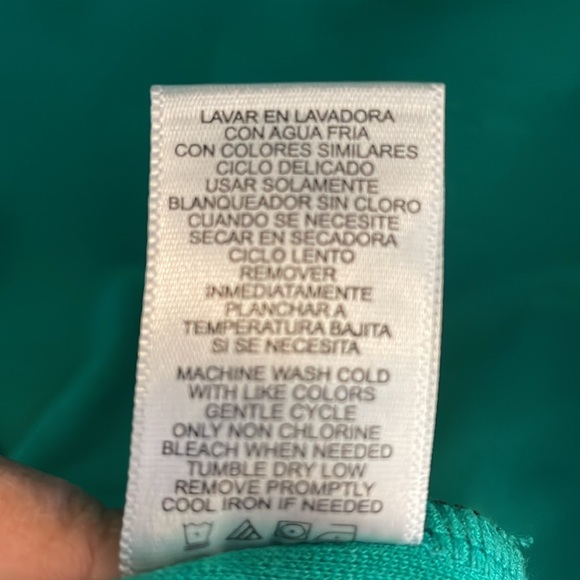 LAVAR EN LAVADORA
CON AGUA FRIA
CON COLORES SIMILARES
CICLO DELICADO
USAR SOLAMENTE
BLANQUEADOR SIN CLORO
CUANDO SE NECESITE
SECAR EN SECADORA
CICLO LENTO
REMOVER
INMEDIATAMENTE
PLANCHAR A
TEMPERATURA BAJITA
SI SE NECESITA
MACHINE WASH COLD
WITH LIKE COLORS
GENTLE CYCLE
ONLY NON CHLORINE
BLEACH WHEN NEEDED
TUMBLE DRY LOW
REMOVE PROMPTLY
COOL IRON IF NEEDED